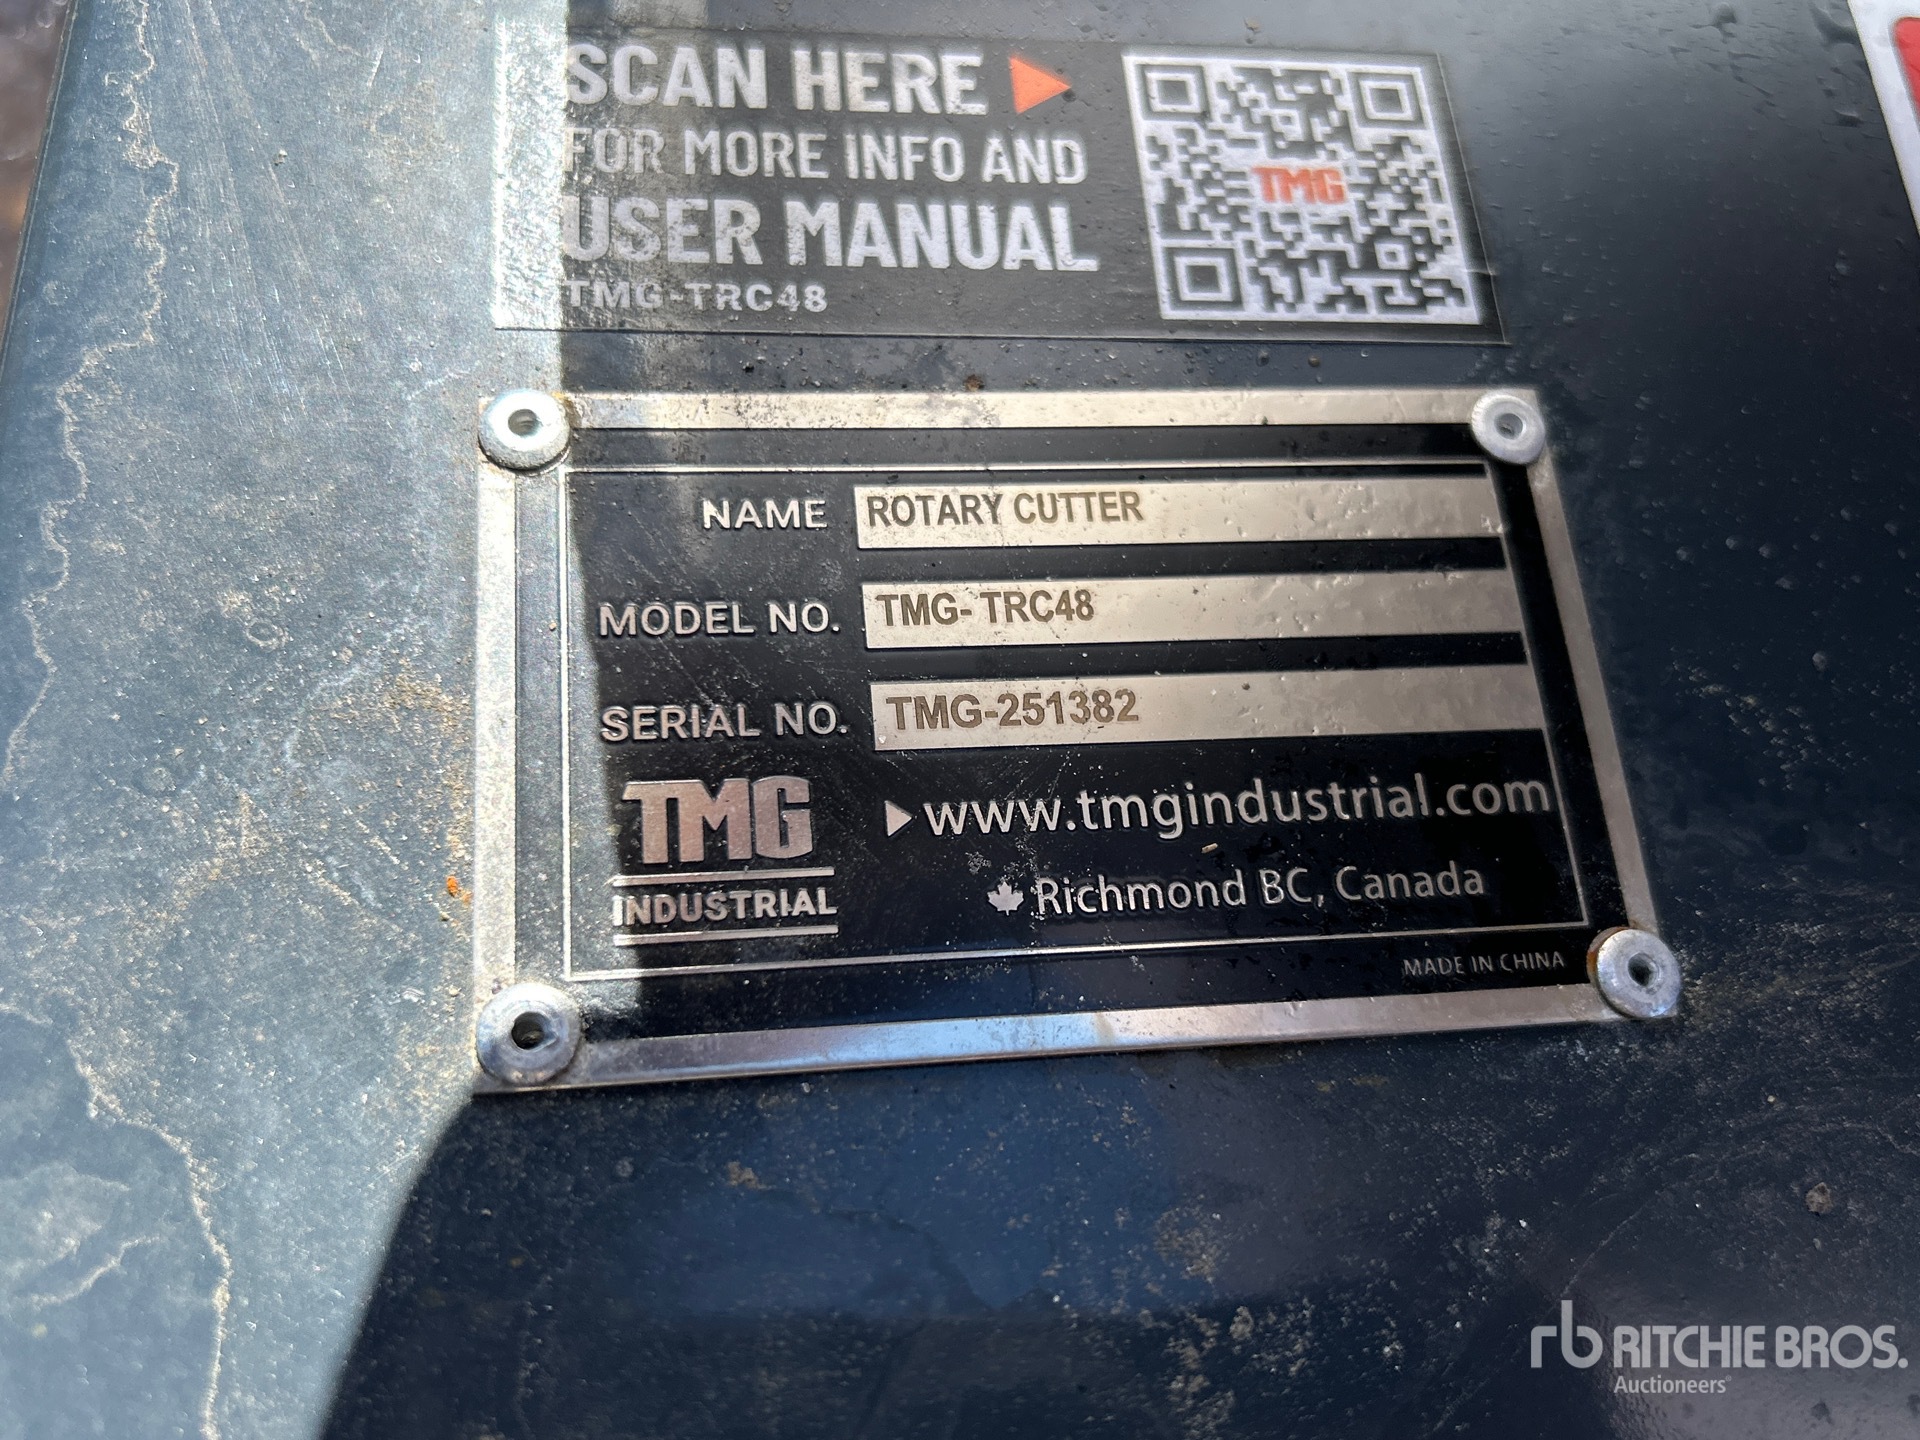 SCAN HERE
FOR MORE INFO AND
USER MANUAL
TMG-TRC48
TMG
NAME ROTARY CUTTER
MODEL NO. TMG- TRC48
SERIAL NO. TMG-251382
TMG
INDUSTRIAL
www.tmgindustrial.com
Richmond BC, Canada
MADE IN CHINA
rb RITCHIE BROS.
Auctioneers